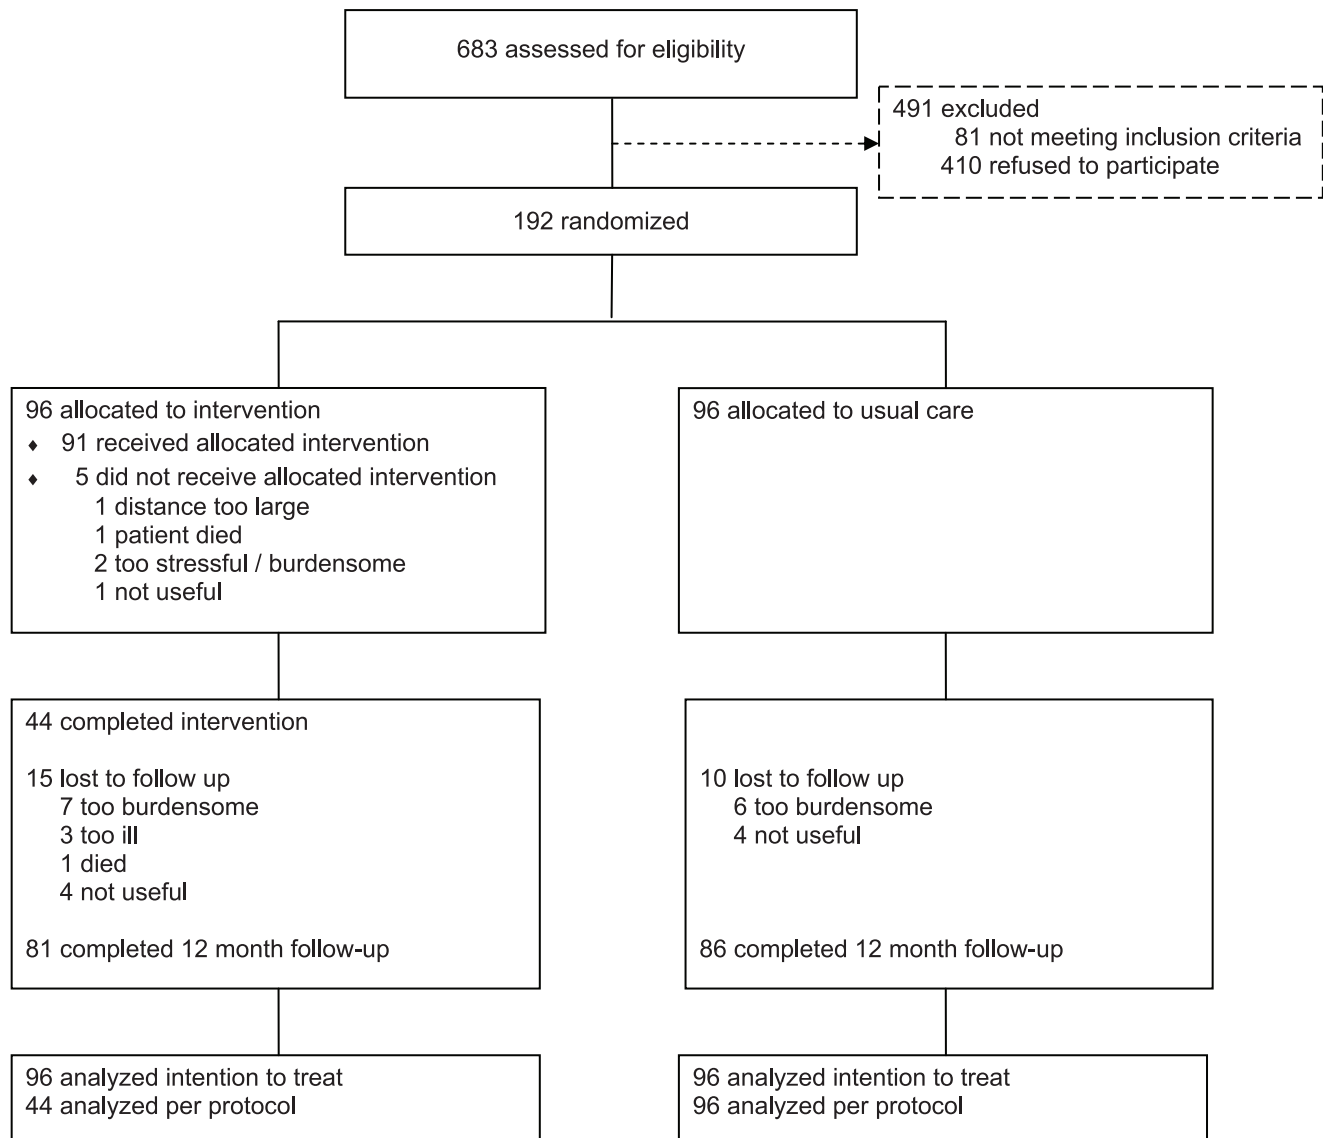 683 assessed for eligibility
491 excluded
81 not meeting inclusion criteria
410 refused to participate
192 randomized
96 allocated to intervention
♦ 91 received allocated intervention
♦ 5 did not receive allocated intervention
1 distance too large
1 patient died
2 too stressful / burdensome
1 not useful
96 allocated to usual care
44 completed intervention
15 lost to follow up
7 too burdensome
3 too ill
1 died
4 not useful
81 completed 12 month follow-up
10 lost to follow up
6 too burdensome
4 not useful
86 completed 12 month follow-up
96 analyzed intention to treat
44 analyzed per protocol
96 analyzed intention to treat
96 analyzed per protocol